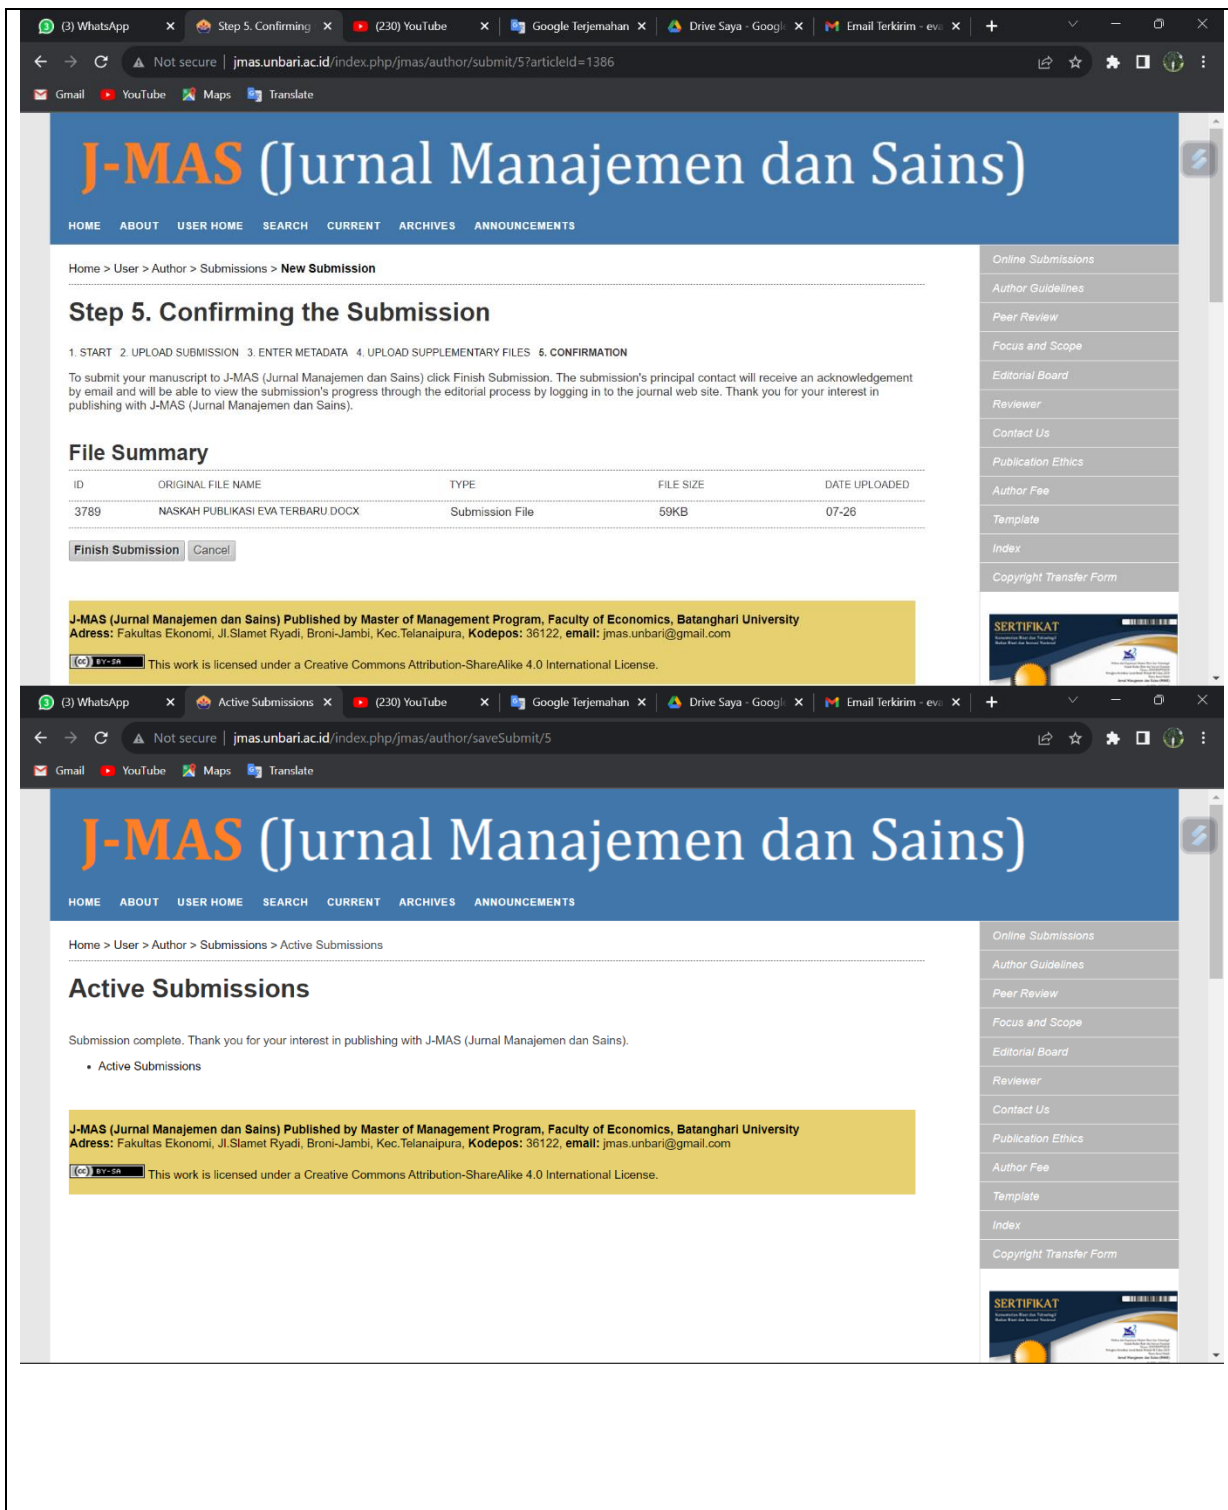 (3) WhatsApp
Step 5. Confirming
(230) YouTube
Google Terjemahan
Drive Saya - Googl
Email Terkirim - eva
Not secure | jmas.unbari.ac.id/index.php/jmas/author/submit/5?articleId=1386
Gmail YouTube Maps Translate
J-MAS (Jurnal Manajemen dan Sains)
HOME ABOUT USER HOME SEARCH CURRENT ARCHIVES ANNOUNCEMENTS
Home > User > Author > Submissions > New Submission
Step 5. Confirming the Submission
1. START 2. UPLOAD SUBMISSION 3. ENTER METADATA 4. UPLOAD SUPPLEMENTARY FILES 5. CONFIRMATION
To submit your manuscript to J-MAS (Jurnal Manajemen dan Sains) click Finish Submission. The submission's principal contact will receive an acknowledgement
by email and will be able to view the submission's progress through the editorial process by logging in to the journal web site. Thank you for your interest in
publishing with J-MAS (Jurnal Manajemen dan Sains).
File Summary
ID ORIGINAL FILE NAME TYPE FILE SIZE DATE UPLOADED
3789 NASKAH PUBLIKASI EVA TERBARU.DOCX Submission File 59KB 07-26
Finish Submission Cancel
J-MAS (Jurnal Manajemen dan Sains) Published by Master of Management Program, Faculty of Economics, Batanghari University
Adress: Fakultas Ekonomi, Jl.Slamet Ryadi, Broni-Jambi, Kec.Telanaipura, Kodepos: 36122, email: jmas.unbari@gmail.com
(cc) BY-SA This work is licensed under a Creative Commons Attribution-ShareAlike 4.0 International License.
Online Submissions
Author Guidelines
Peer Review
Focus and Scope
Editorial Board
Reviewer
Contact Us
Publication Ethics
Author Fee
Template
Index
Copyright Transfer Form
SERTIFIKAT
(3) WhatsApp
Active Submissions
(230) YouTube
Google Terjemahan
Drive Saya - Googl
Email Terkirim - eva
Not secure | jmas.unbari.ac.id/index.php/jmas/author/saveSubmit/5
Gmail YouTube Maps Translate
J-MAS (Jurnal Manajemen dan Sains)
HOME ABOUT USER HOME SEARCH CURRENT ARCHIVES ANNOUNCEMENTS
Home > User > Author > Submissions > Active Submissions
Active Submissions
Submission complete. Thank you for your interest in publishing with J-MAS (Jurnal Manajemen dan Sains).
• Active Submissions
J-MAS (Jurnal Manajemen dan Sains) Published by Master of Management Program, Faculty of Economics, Batanghari University
Adress: Fakultas Ekonomi, Jl.Slamet Ryadi, Broni-Jambi, Kec.Telanaipura, Kodepos: 36122, email: jmas.unbari@gmail.com
(cc) BY-SA This work is licensed under a Creative Commons Attribution-ShareAlike 4.0 International License.
Online Submissions
Author Guidelines
Peer Review
Focus and Scope
Editorial Board
Reviewer
Contact Us
Publication Ethics
Author Fee
Template
Index
Copyright Transfer Form
SERTIFIKAT